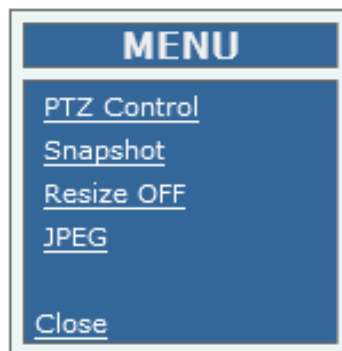 MENU
PTZ Control
Snapshot
Resize OFF
JPEG
Close